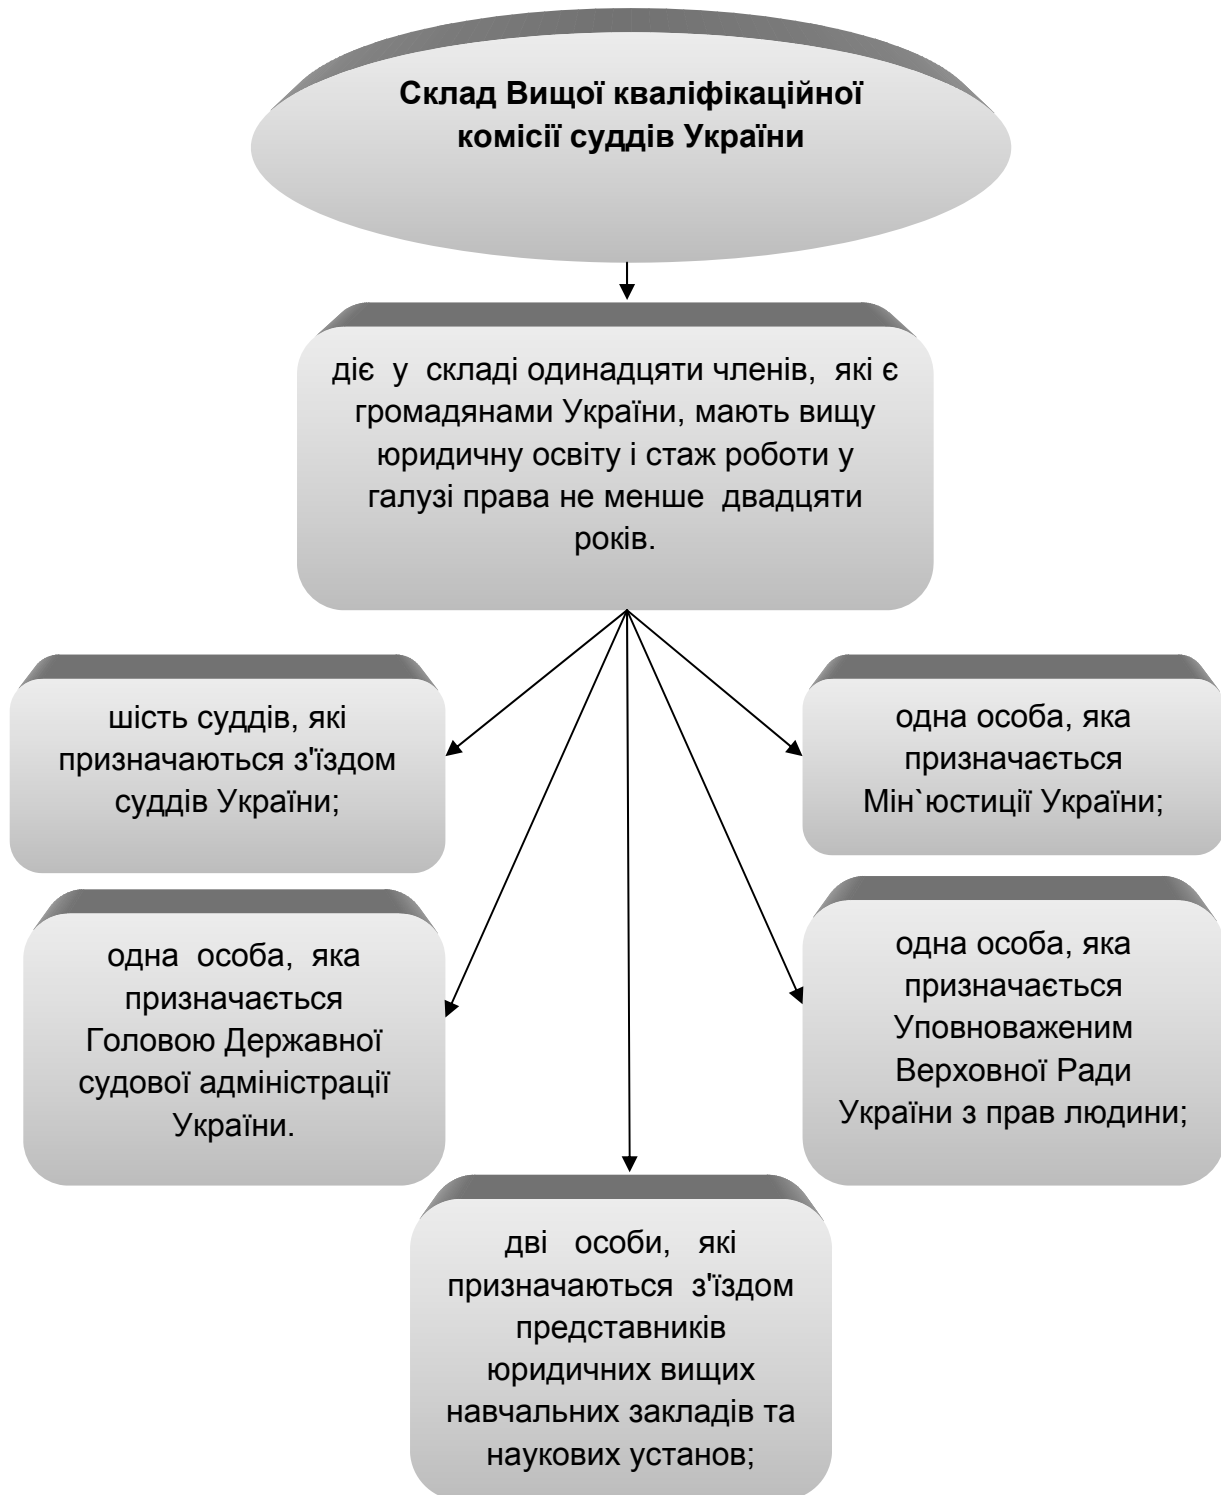 Склад Вищої кваліфікаційної
комісії суддів України
діє у складі одинадцяти членів, які є
громадянами України, мають вищу
юридичну освіту і стаж роботи у
галузі права не менше двадцяти
років.
шість суддів, які
призначаються з'їздом
суддів України;
одна особа, яка
призначається
Мін`юстиції України;
одна особа, яка
призначається
Головою Державної
судової адміністрації
України.
одна особа, яка
призначається
Уповноваженим
Верховної Ради
України з прав людини;
дві особи, які
призначаються з'їздом
представників
юридичних вищих
навчальних закладів та
наукових установ;